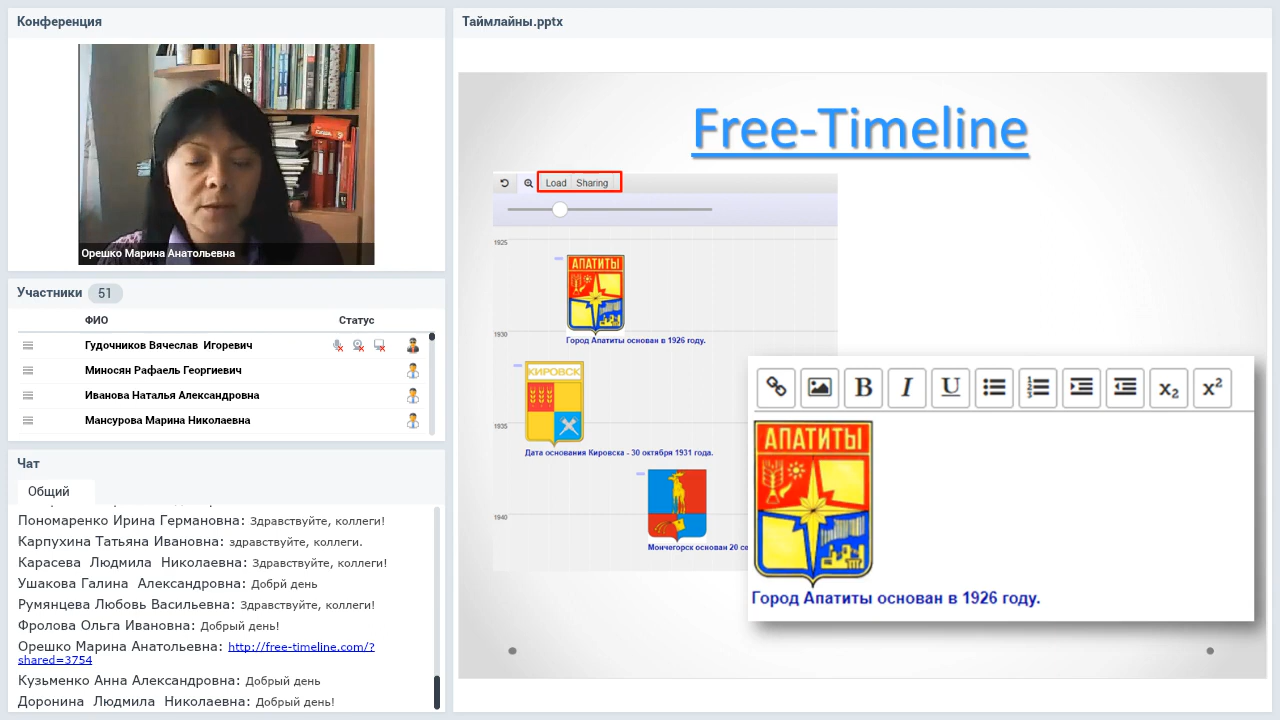 Конференция
Орешко Марина Анатольевна
Участники 51
ФИО Статус
Гудочников Вячеслав Игоревич
Миносян Рафаель Георгиевич
Иванова Наталья Александровна
Мансурова Марина Николаевна
Чат
Общий
Пономаренко Ирина Германовна: Здравствуйте, коллеги!
Карпухина Татьяна Ивановна: здравствуйте, коллеги.
Карасева Людмила Николаевна: Здравствуйте, коллеги!
Ушакова Галина Александровна: Добрй день
Румянцева Любовь Васильевна: Здравствуйте, коллеги!
Фролова Ольга Ивановна: Добрый день!
Орешко Марина Анатольевна: http://free-timeline.com/?
shared=3754
Кузьменко Анна Александровна: Добрый день
Доронина Людмила Николаевна: Добрый день!
Таймлайны.pptx
Free-Timeline
Load Sharing
1925
АПАТИТЫ
1930
Город Апатиты основан в 1926 году.
КИРОВСК
1935
Дата основания Кировска - 30 октября 1931 года.
1940
Мончегорск основан 20 се
B I U x₂ x²
АПАТИТЫ
Город Апатиты основан в 1926 году.